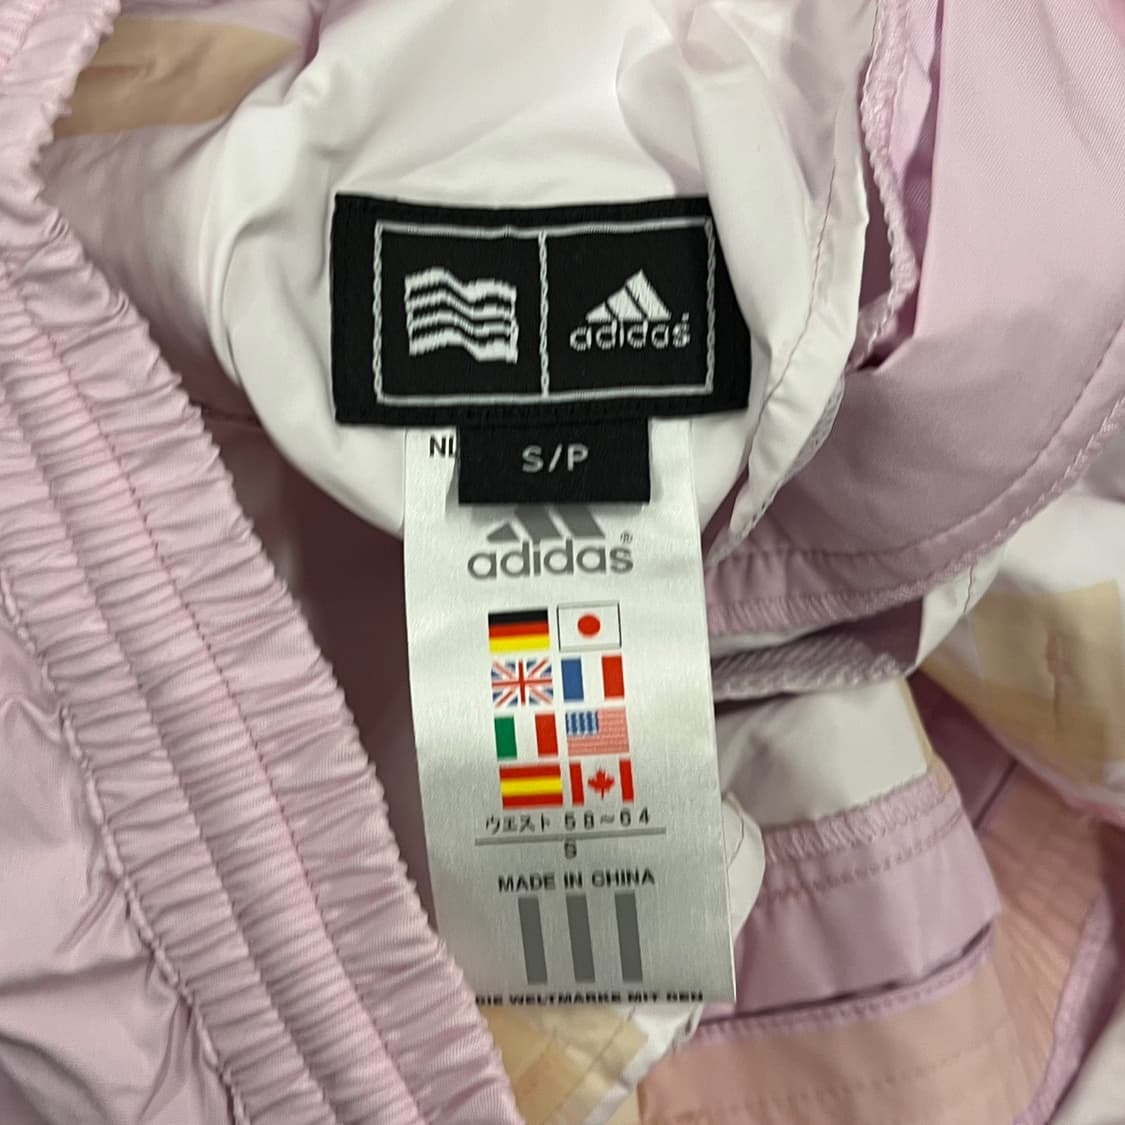 adidas
NL
S/P
adidas®
ウエスト 58~64
S
MADE IN CHINA
DIE WELTMARKE MIT DEN